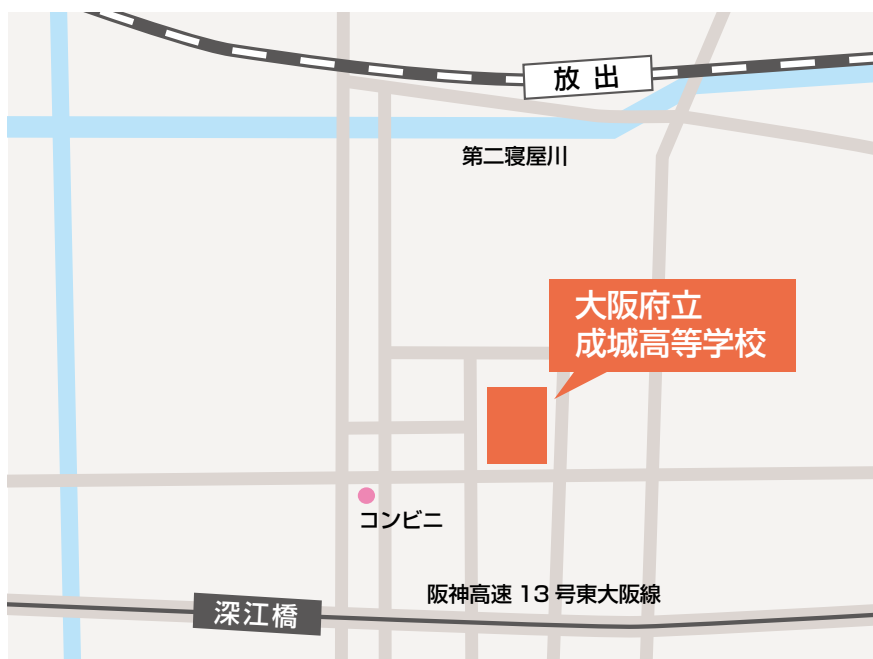 放出
第二寝屋川
大阪府立
成城高等学校
コンビニ
阪神高速 13 号東大阪線
深江橋